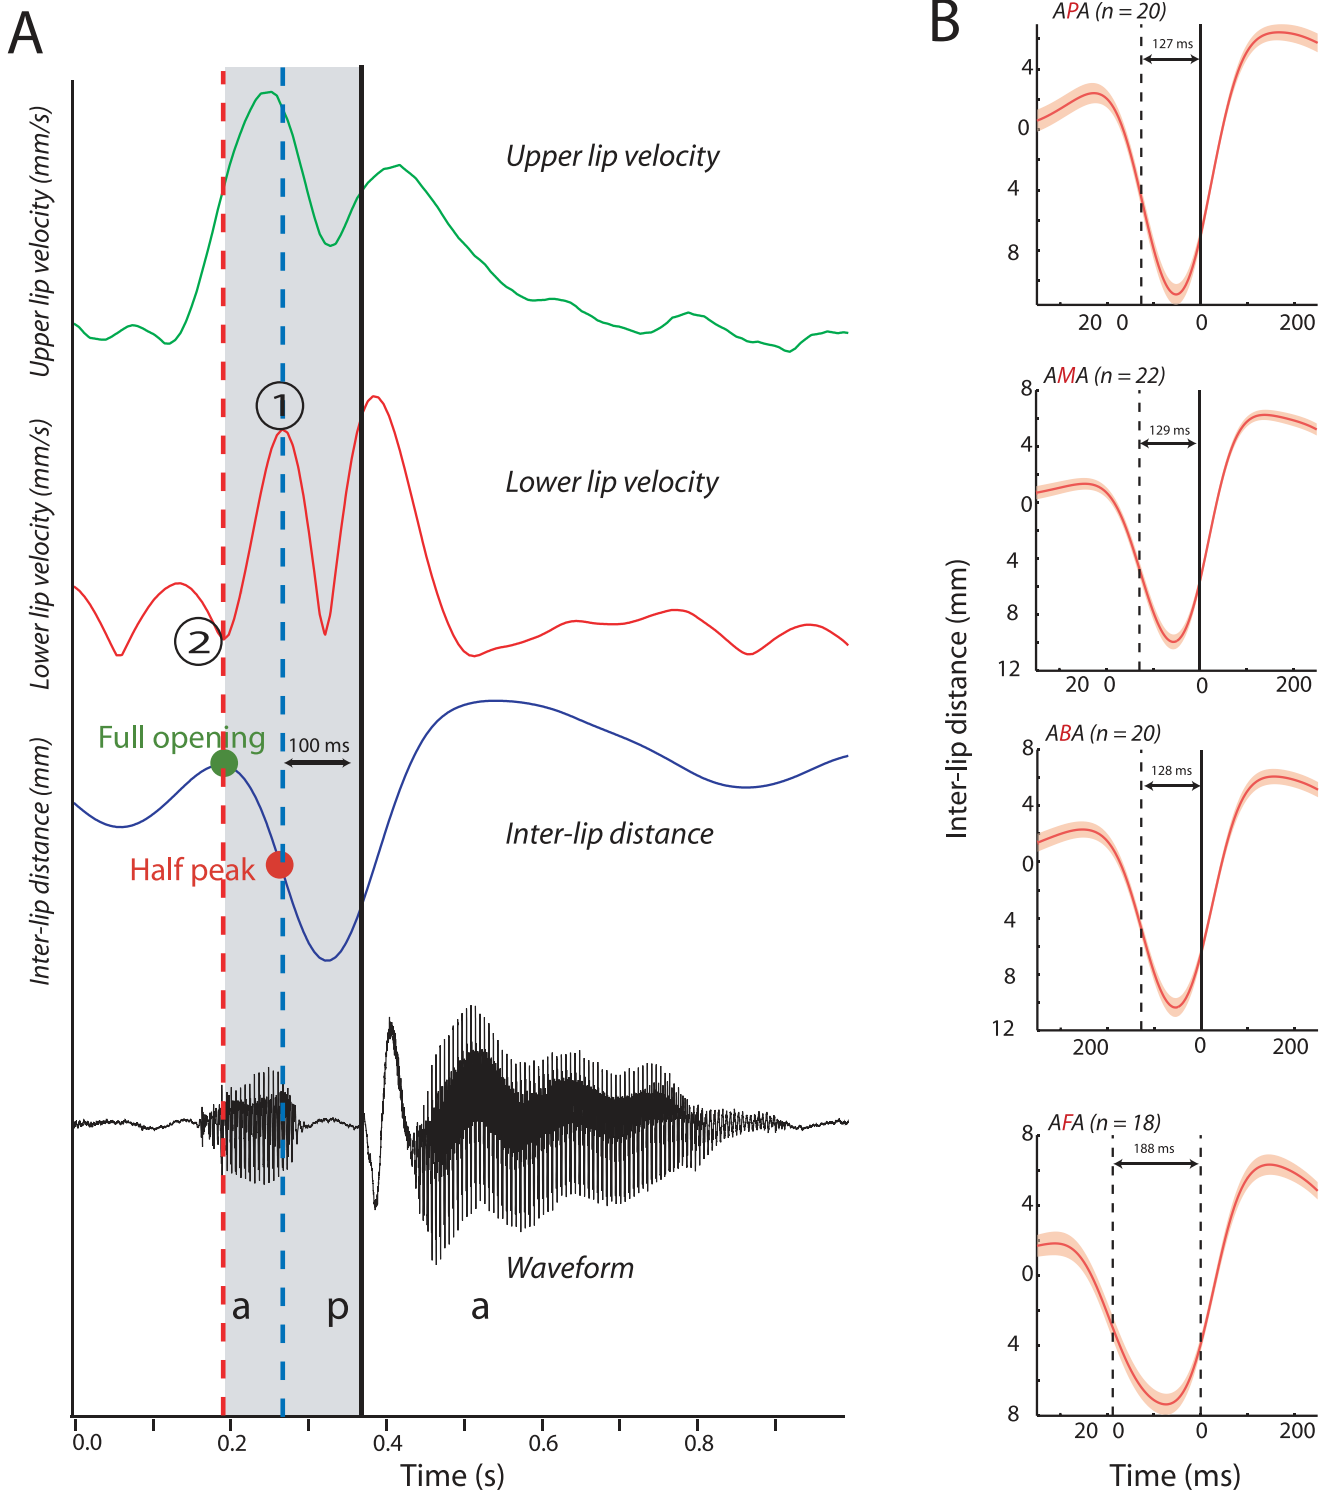 A
Upper lip velocity (mm/s)
Lower lip velocity (mm/s)
Inter-lip distance (mm)
Upper lip velocity
1
Lower lip velocity
2
Full opening
100 ms
Half peak
Inter-lip distance
Waveform
a p a
0.0 0.2 0.4 0.6 0.8
Time (s)
B
Inter-lip distance (mm)
APA (n = 20)
127 ms
4
0
4
8
20 0 0 200
AMA (n = 22)
129 ms
8
4
0
4
8
12
20 0 0 200
ABA (n = 20)
128 ms
8
4
0
4
8
12
200 0 200
AFA (n = 18)
188 ms
8
4
0
4
8
20 0 0 200
Time (ms)